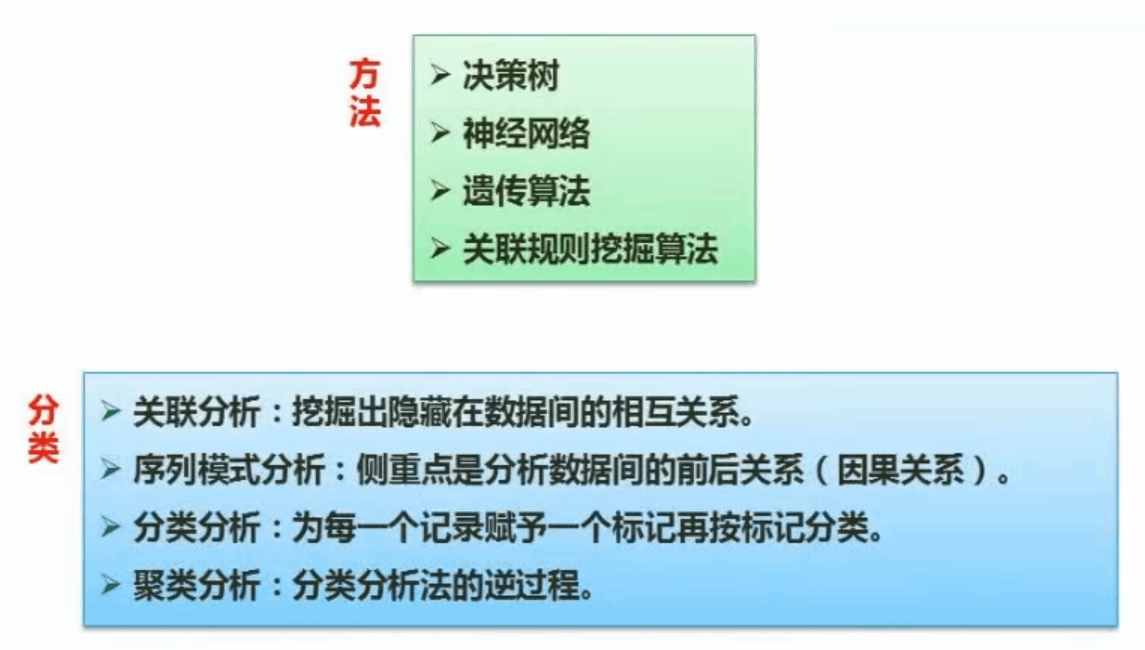 方法
决策树
神经网络
遗传算法
关联规则挖掘算法
分类
关联分析：挖掘出隐藏在数据间的相互关系。
序列模式分析：侧重点是分析数据间的前后关系（因果关系）。
分类分析：为每一个记录赋予一个标记再按标记分类。
聚类分析：分类分析法的逆过程。